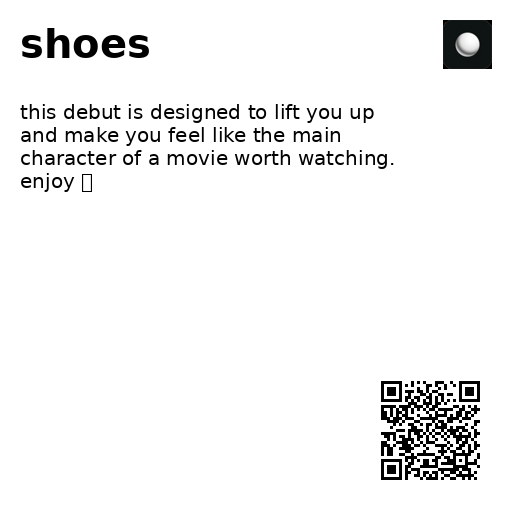 shoes
this debut is designed to lift you up
and make you feel like the main
character of a movie worth watching.
enjoy